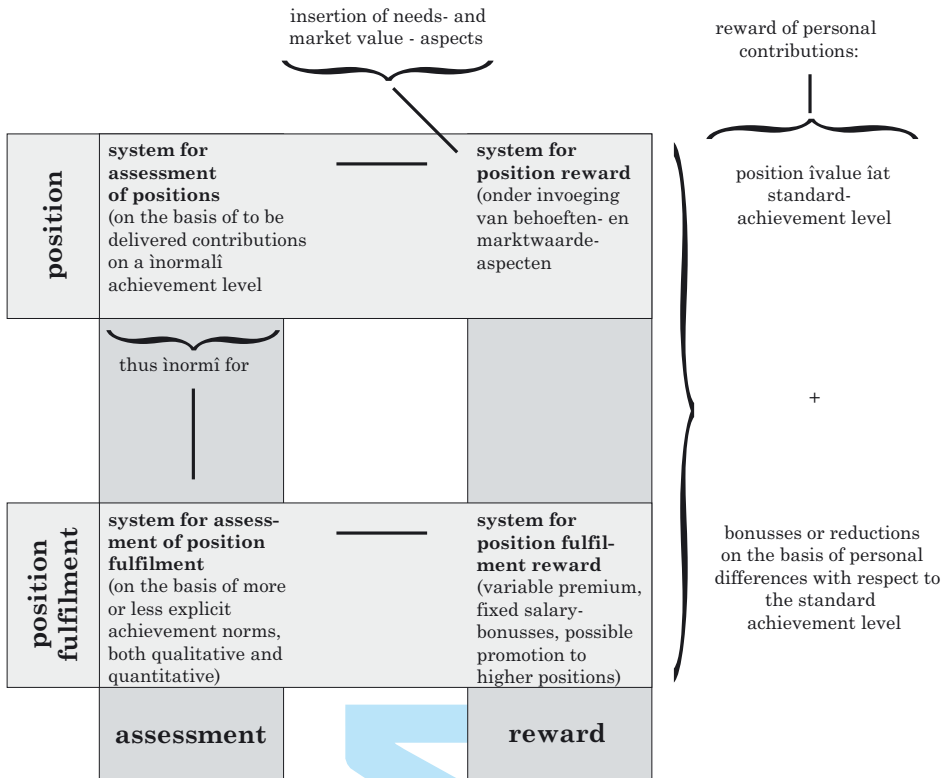 insertion of needs- and
market value - aspects
reward of personal
contributions:
position
system for
assessment
of positions
(on the basis of to be
delivered contributions
on a ìnormalî
achievement level
system for
position reward
(onder invoeging
van behoeften- en
marktwaarde-
aspecten
position îvalue îat
standard-
achievement level
thus ìnormî for
+
position
fulfilment
system for assess-
ment of position
fulfilment
(on the basis of more
or less explicit
achievement norms,
both qualitative and
quantitative)
system for
position fulfil-
ment reward
(variable premium,
fixed salary-
bonusses, possible
promotion to
higher positions)
bonusses or reductions
on the basis of personal
differences with respect to
the standard
achievement level
assessment
reward